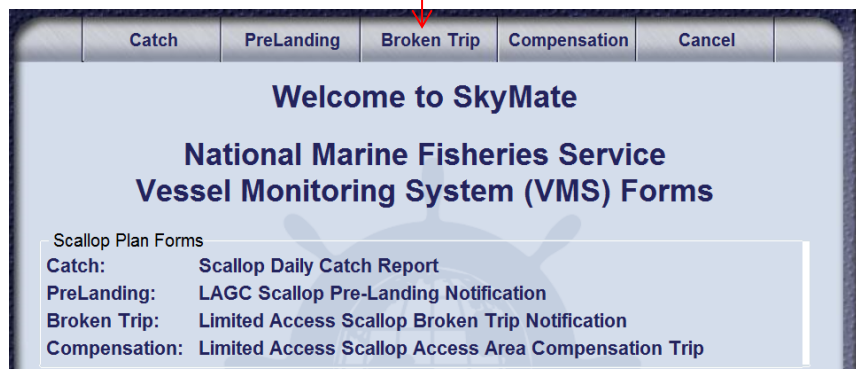 Catch PreLanding Broken Trip Compensation Cancel
Welcome to SkyMate
National Marine Fisheries Service
Vessel Monitoring System (VMS) Forms
Scallop Plan Forms
Catch: Scallop Daily Catch Report
PreLanding: LAGC Scallop Pre-Landing Notification
Broken Trip: Limited Access Scallop Broken Trip Notification
Compensation: Limited Access Scallop Access Area Compensation Trip